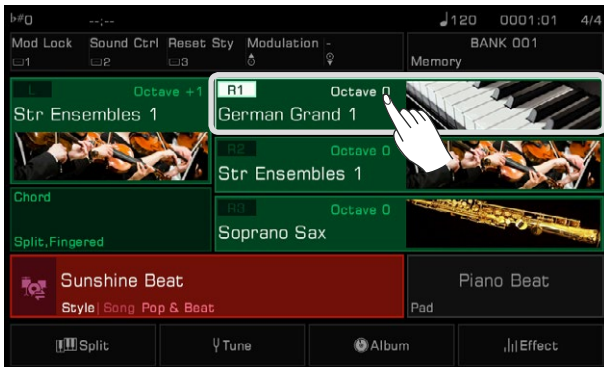 b#0 --;-- ♩120 0001:01 4/4
Mod Lock Sound Ctrl Reset Sty Modulation - BANK 001
1 2 3 Memory
L Octave +1 R1 Octave 0
Str Ensembles 1 German Grand 1
R2 Octave 0
Str Ensembles 1
Chord
R3 Octave 0
Split,Fingered Soprano Sax
Sunshine Beat Piano Beat
Style|Song Pop & Beat Pad
Split Tune Album Effect